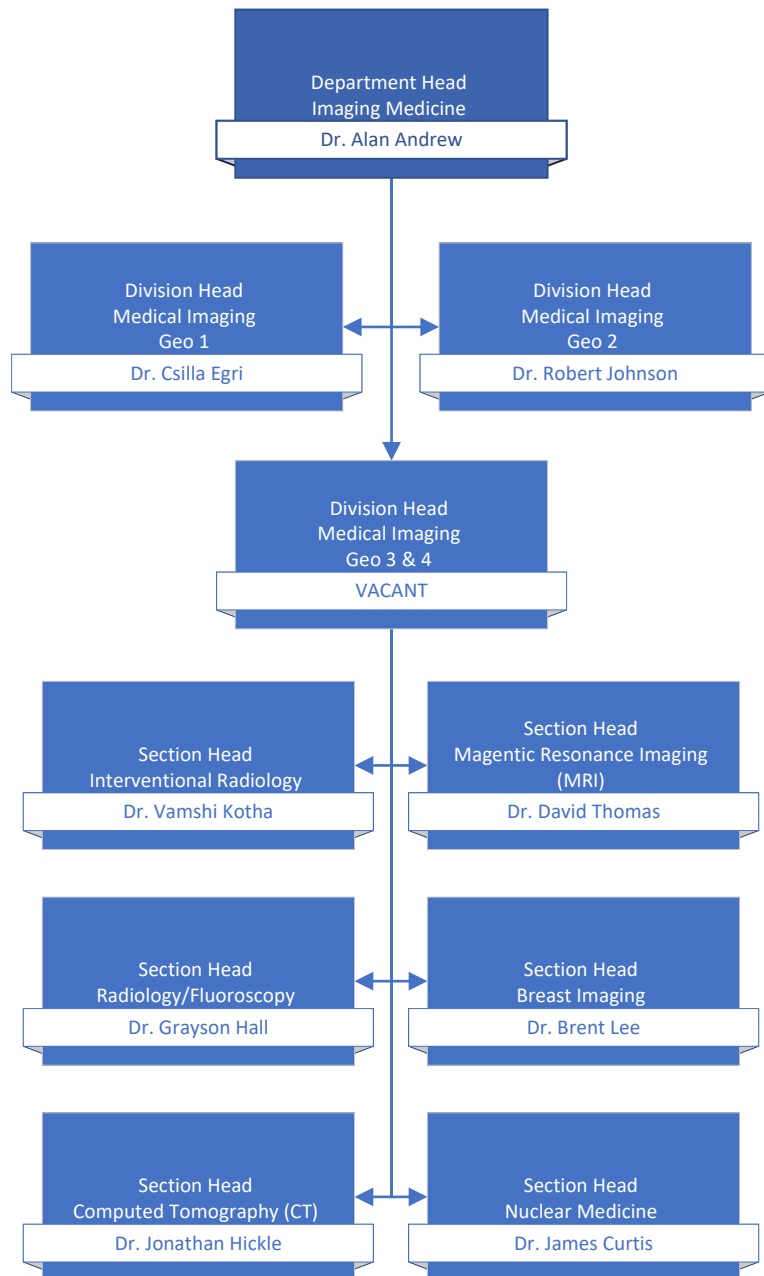 Department Head
Imaging Medicine
Dr. Alan Andrew
Division Head
Medical Imaging
Geo 1
Dr. Csilla Egri
Division Head
Medical Imaging
Geo 2
Dr. Robert Johnson
Division Head
Medical Imaging
Geo 3 & 4
VACANT
Section Head
Interventional Radiology
Dr. Vamshi Kotha
Section Head
Magentic Resonance Imaging
(MRI)
Dr. David Thomas
Section Head
Radiology/Fluoroscopy
Dr. Grayson Hall
Section Head
Breast Imaging
Dr. Brent Lee
Section Head
Computed Tomography (CT)
Dr. Jonathan Hickle
Section Head
Nuclear Medicine
Dr. James Curtis